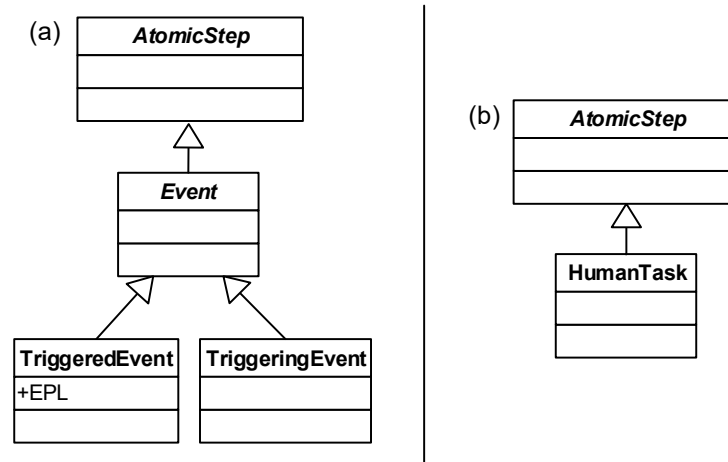 (a)
AtomicStep
Event
TriggeredEvent
+EPL
TriggeringEvent
(b)
AtomicStep
HumanTask